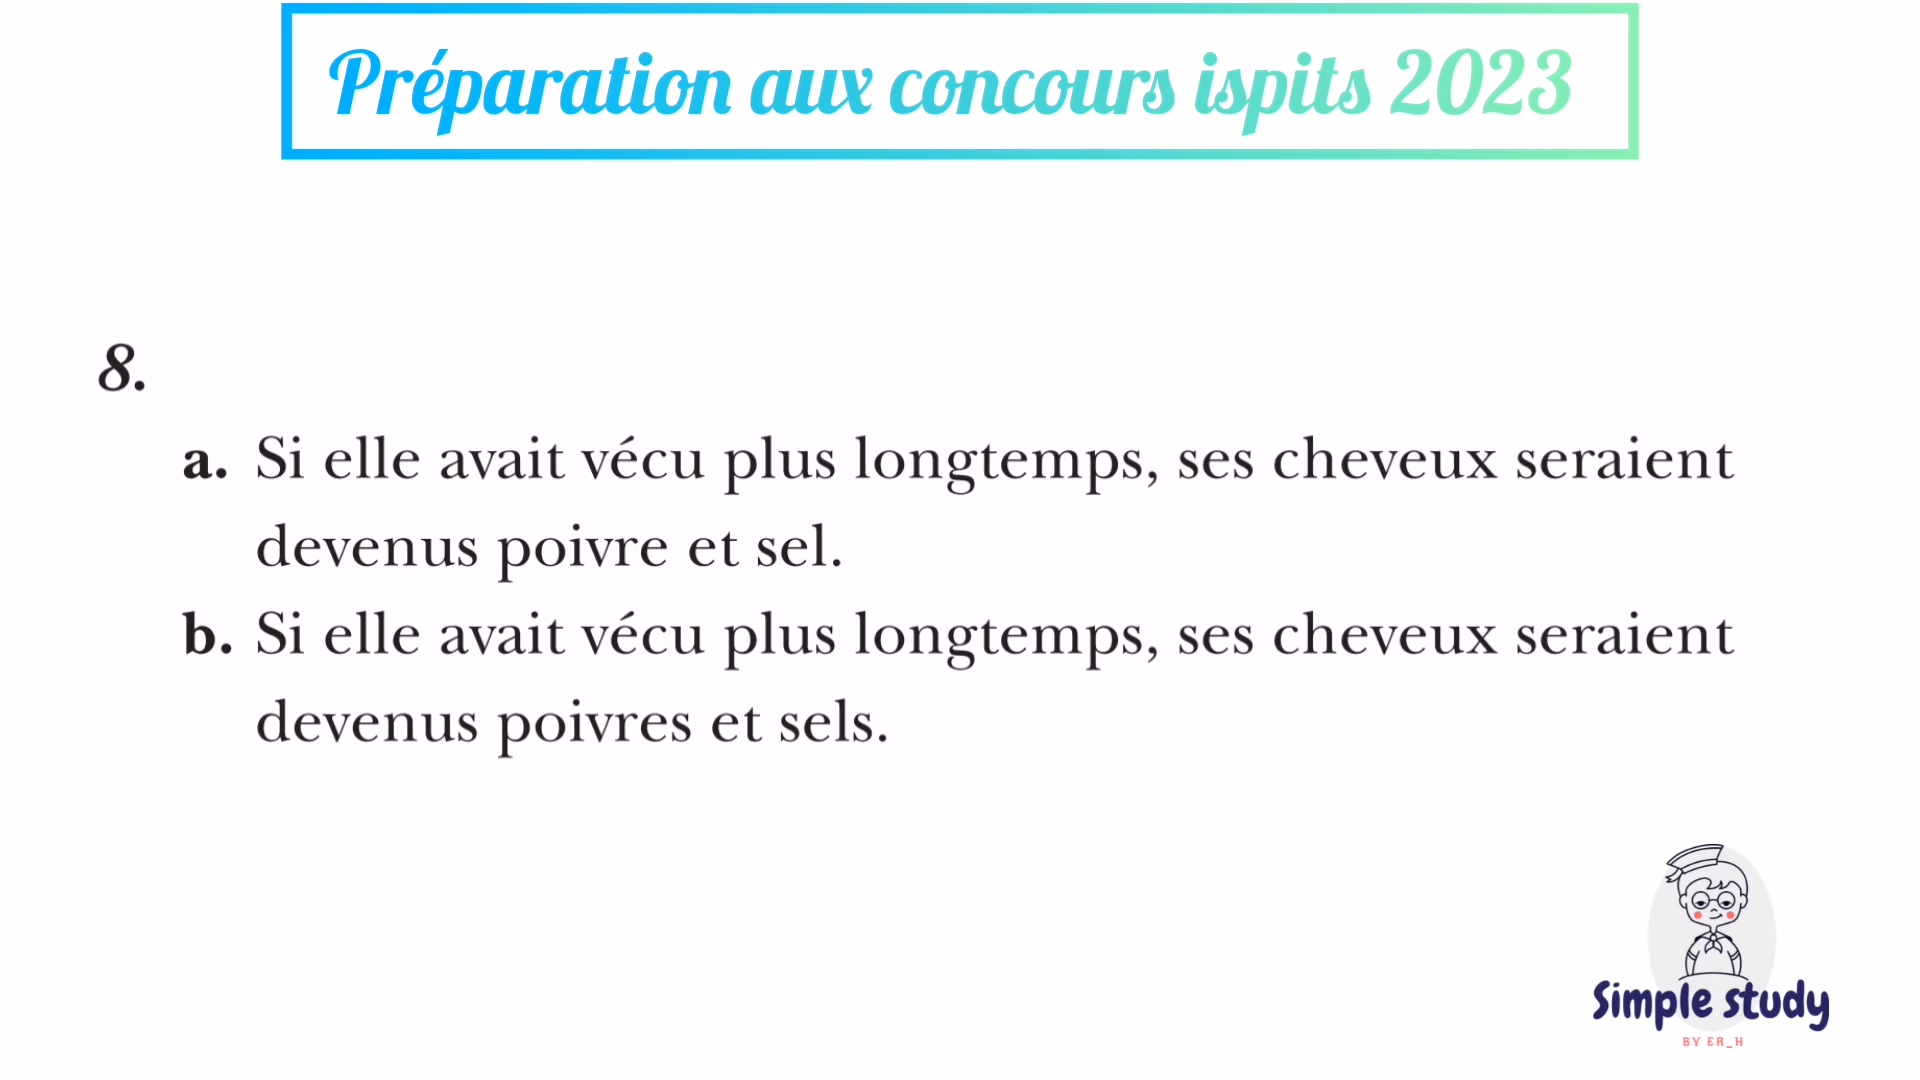 Préparation aux concours ispits 2023
8.
a. Si elle avait vécu plus longtemps, ses cheveux seraient
devenus poivre et sel.
b. Si elle avait vécu plus longtemps, ses cheveux seraient
devenus poivres et sels.
Simple study
BY ER_H